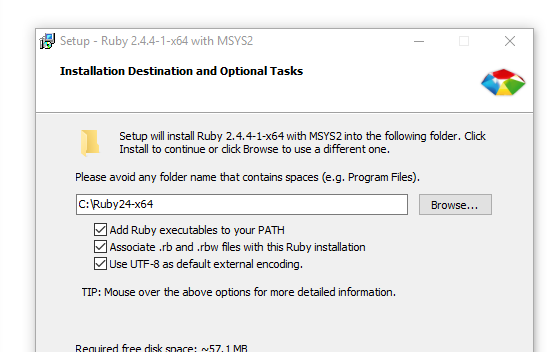 Setup - Ruby 2.4.4-1-x64 with MSYS2
Installation Destination and Optional Tasks
Setup will install Ruby 2.4.4-1-x64 with MSYS2 into the following folder. Click
Install to continue or click Browse to use a different one.
Please avoid any folder name that contains spaces (e.g. Program Files).
C:\Ruby24-x64
Browse...
Add Ruby executables to your PATH
Associate .rb and .rbw files with this Ruby installation
Use UTF-8 as default external encoding.
TIP: Mouse over the above options for more detailed information.
Required free disk space: ~57.1 MB